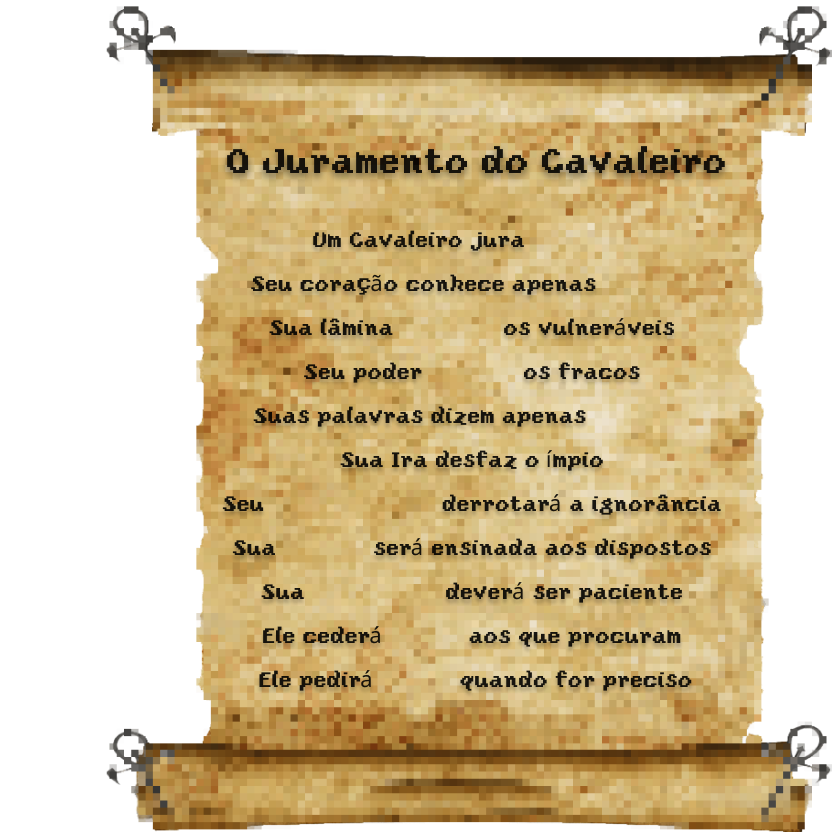 O Juramento do Cavaleiro
Um Cavaleiro jura
Seu coração conhece apenas
Sua lâmina os vulneráveis
Seu poder os fracos
Suas palavras dizem apenas
Sua Ira desfaz o ímpio
Seu derrotará a ignorância
Sua será ensinada aos dispostos
Sua deverá ser paciente
Ele cederá aos que procuram
Ele pedirá quando for preciso